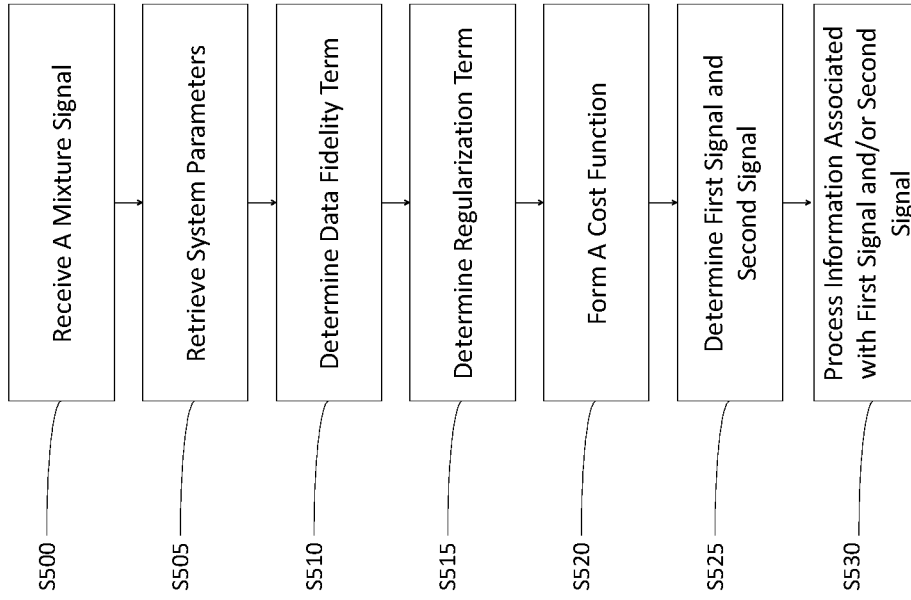 S500
Receive A Mixture Signal
S505
Retrieve System Parameters
S510
Determine Data Fidelity Term
S515
Determine Regularization Term
S520
Form A Cost Function
S525
Determine First Signal and
Second Signal
S530
Process Information Associated
with First Signal and/or Second
Signal